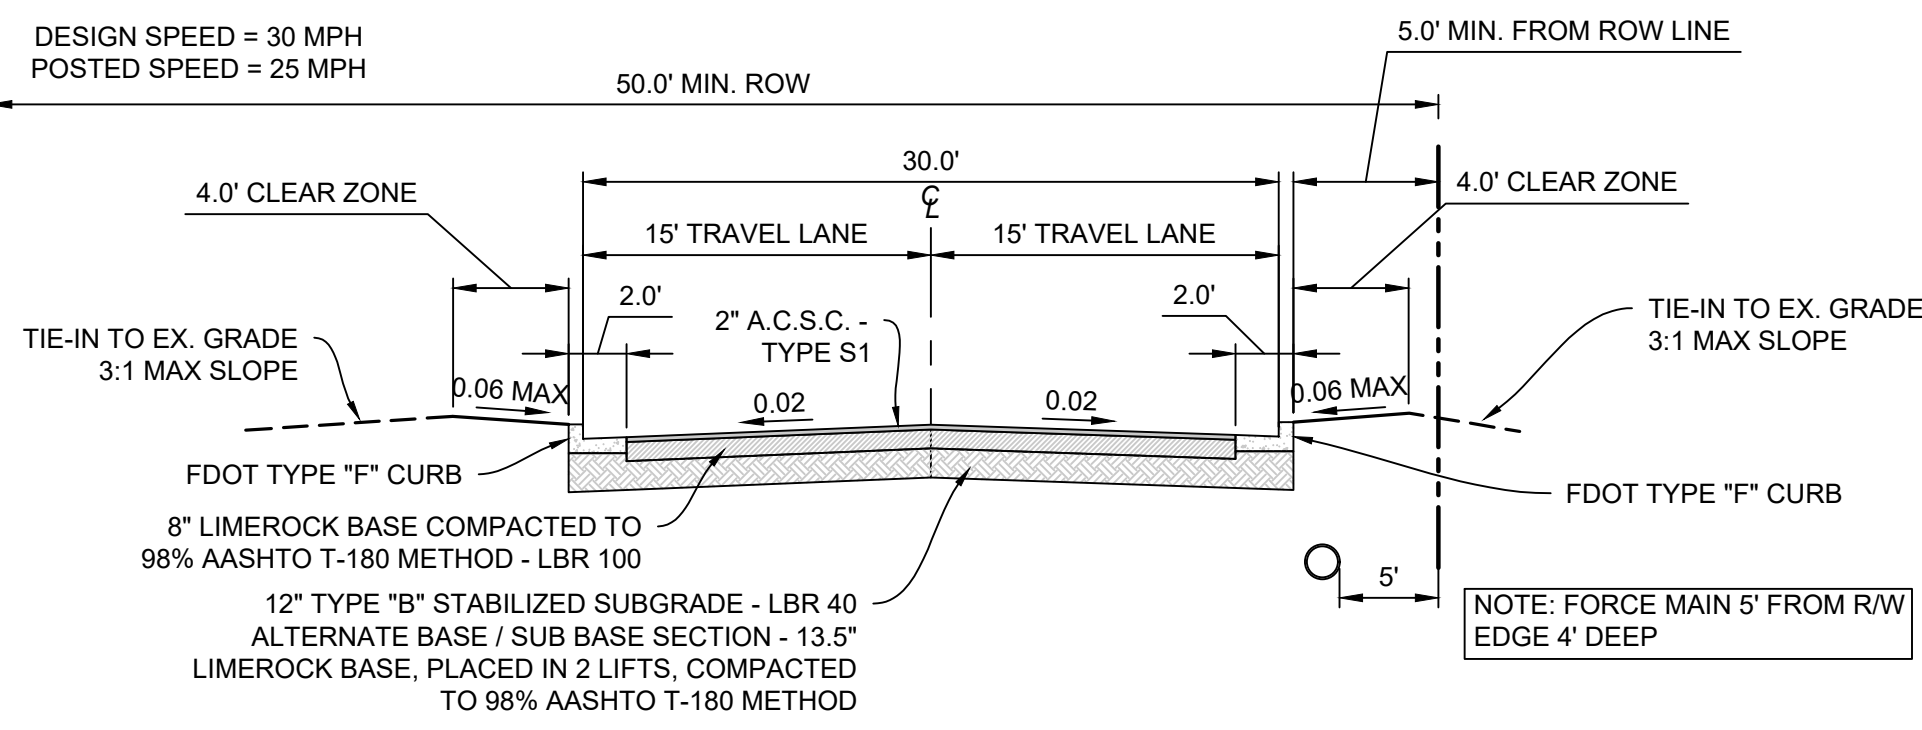 DESIGN SPEED = 30 MPH
POSTED SPEED = 25 MPH
5.0' MIN. FROM ROW LINE
50.0' MIN. ROW
30.0'
℄
4.0' CLEAR ZONE
4.0' CLEAR ZONE
15' TRAVEL LANE
15' TRAVEL LANE
2.0'
2.0'
2" A.C.S.C. -
TYPE S1
TIE-IN TO EX. GRADE
3:1 MAX SLOPE
TIE-IN TO EX. GRADE
3:1 MAX SLOPE
0.06 MAX
0.02
0.02
0.06 MAX
FDOT TYPE "F" CURB
FDOT TYPE "F" CURB
8" LIMEROCK BASE COMPACTED TO
98% AASHTO T-180 METHOD - LBR 100
12" TYPE "B" STABILIZED SUBGRADE - LBR 40
ALTERNATE BASE / SUB BASE SECTION - 13.5"
LIMEROCK BASE, PLACED IN 2 LIFTS, COMPACTED
TO 98% AASHTO T-180 METHOD
5'
NOTE: FORCE MAIN 5' FROM R/W
EDGE 4' DEEP